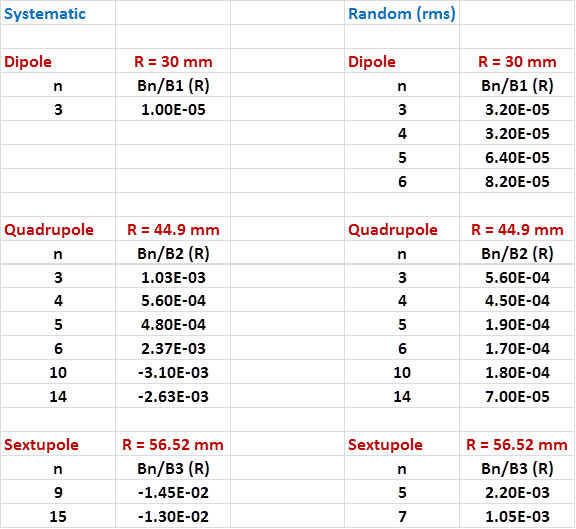 Systematic Random (rms)
Dipole R = 30 mm Dipole R = 30 mm
n Bn/B1 (R) n Bn/B1 (R)
3 1.00E-05 3 3.20E-05
4 3.20E-05
5 6.40E-05
6 8.20E-05
Quadrupole R = 44.9 mm Quadrupole R = 44.9 mm
n Bn/B2 (R) n Bn/B2 (R)
3 1.03E-03 3 5.60E-04
4 5.60E-04 4 4.50E-04
5 4.80E-04 5 1.90E-04
6 2.37E-03 6 1.70E-04
10 -3.10E-03 10 1.80E-04
14 -2.63E-03 14 7.00E-05
Sextupole R = 56.52 mm Sextupole R = 56.52 mm
n Bn/B3 (R) n Bn/B3 (R)
9 -1.45E-02 5 2.20E-03
15 -1.30E-02 7 1.05E-03